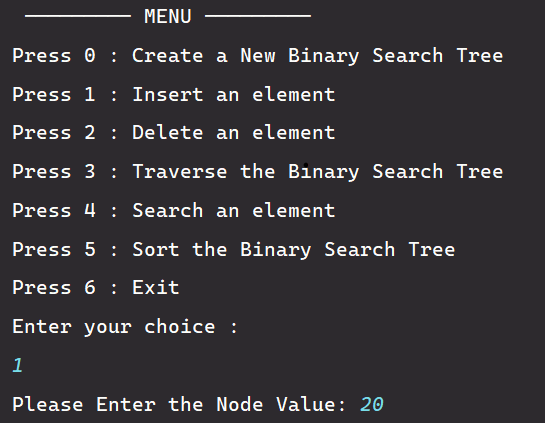 ────────── MENU ──────────
Press 0 : Create a New Binary Search Tree
Press 1 : Insert an element
Press 2 : Delete an element
Press 3 : Traverse the Binary Search Tree
Press 4 : Search an element
Press 5 : Sort the Binary Search Tree
Press 6 : Exit
Enter your choice :
1
Please Enter the Node Value: 20